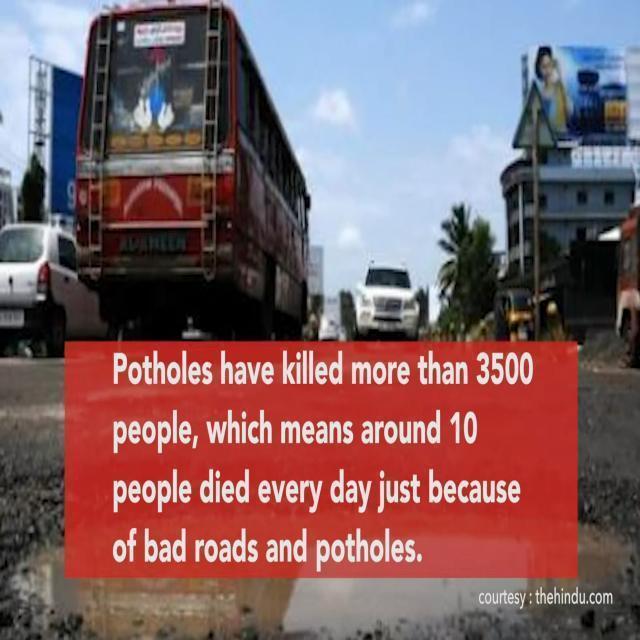 Potholes have killed more than 3500
people, which means around 10
people died every day just because
of bad roads and potholes.
courtesy : thehindu.com